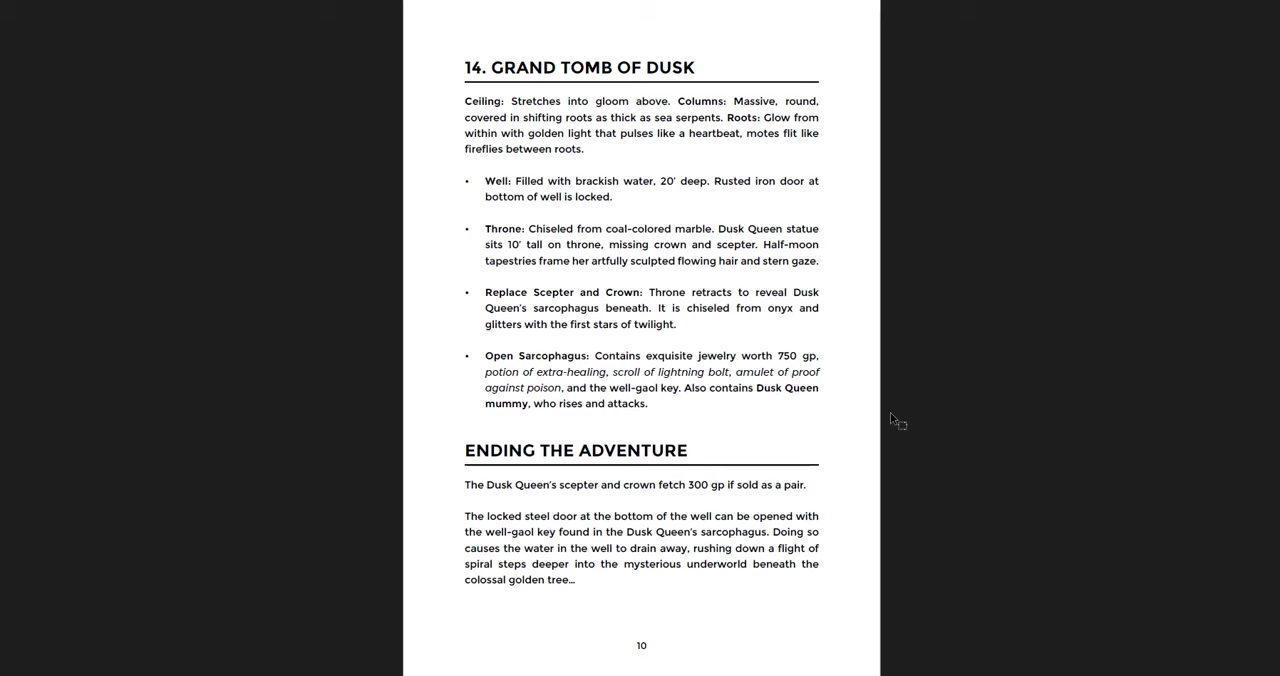 14. GRAND TOMB OF DUSK
Ceiling: Stretches into gloom above. Columns: Massive, round,
covered in shifting roots as thick as sea serpents. Roots: Glow from
within with golden light that pulses like a heartbeat, motes flit like
fireflies between roots.
• Well: Filled with brackish water, 20' deep. Rusted iron door at
bottom of well is locked.
• Throne: Chiseled from coal-colored marble. Dusk Queen statue
sits 10' tall on throne, missing crown and scepter. Half-moon
tapestries frame her artfully sculpted flowing hair and stern gaze.
• Replace Scepter and Crown: Throne retracts to reveal Dusk
Queen's sarcophagus beneath. It is chiseled from onyx and
glitters with the first stars of twilight.
• Open Sarcophagus: Contains exquisite jewelry worth 750 gp,
potion of extra-healing, scroll of lightning bolt, amulet of proof
against poison, and the well-gaol key. Also contains Dusk Queen
mummy, who rises and attacks.
ENDING THE ADVENTURE
The Dusk Queen's scepter and crown fetch 300 gp if sold as a pair.
The locked steel door at the bottom of the well can be opened with
the well-gaol key found in the Dusk Queen's sarcophagus. Doing so
causes the water in the well to drain away, rushing down a flight of
spiral steps deeper into the mysterious underworld beneath the
colossal golden tree…
10